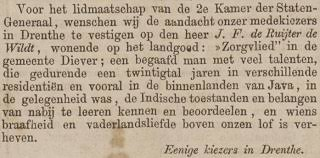 Voor het lidmaatschap van de 2e Kamer der Staten-
Generaal, wenschen wij de aandacht onzer medekiezers
in Drenthe te vestigen op den heer J. F. de Ruijter de
Wildt, wonende op het landgoed: »Zorgvlied” in de
gemeente Diever; een begaafd man met veel talenten,
die gedurende een twintigtal jaren in verschillende
residentiën en vooral in de binnenlanden van Java, in
de gelegenheid was, de Indische toestanden en belangen
van nabij te leeren kennen en beoordeelen, en wiens
braafheid en vaderlandsliefde boven onzen lof is ver-
heven.
Eenige kiezers in Drenthe.